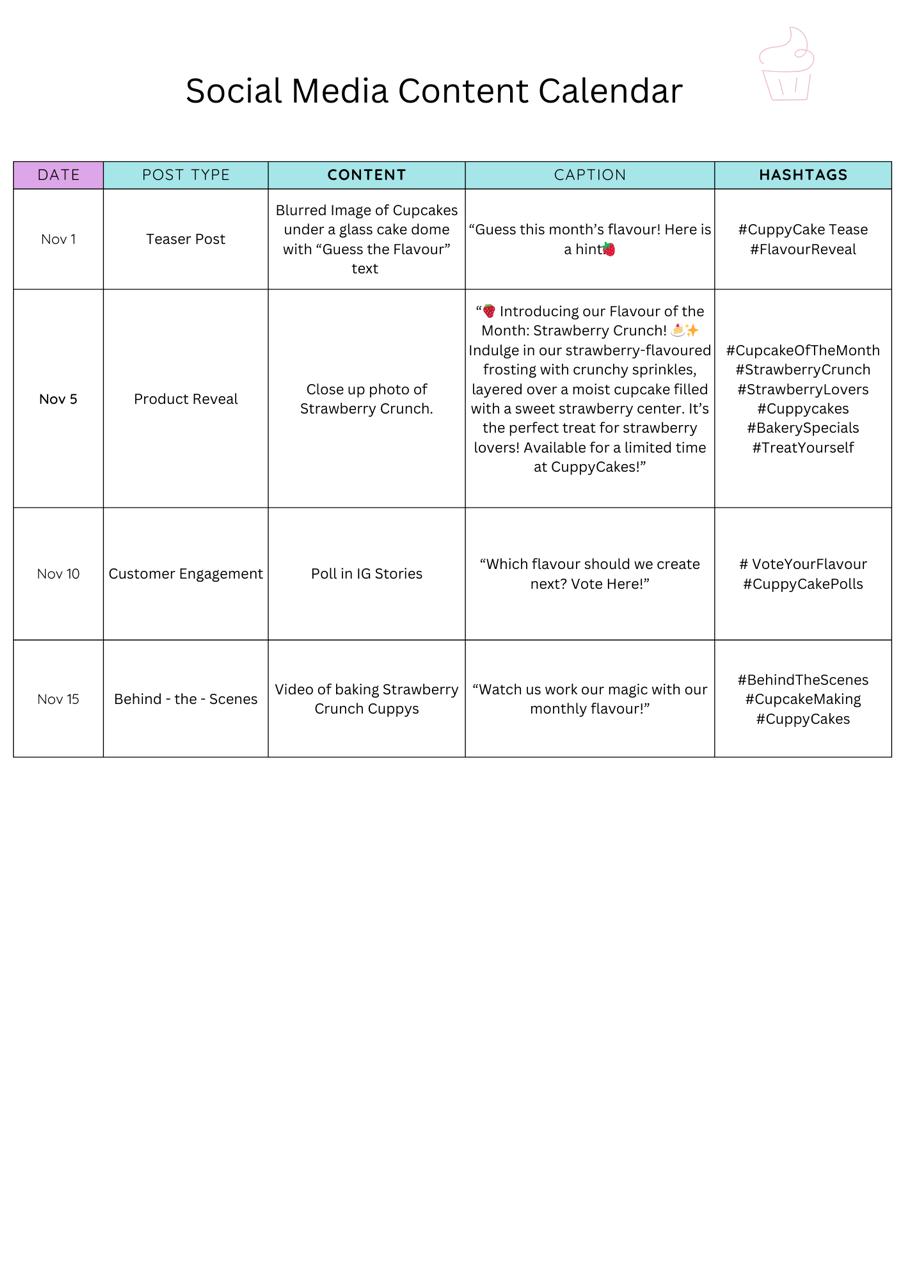 Social Media Content Calendar
DATE
POST TYPE
CONTENT
CAPTION
HASHTAGS
Nov 1
Teaser Post
Blurred Image of Cupcakes
under a glass cake dome
with “Guess the Flavour”
text
“Guess this month’s flavour! Here is
a hint🍓
#CuppyCake Tease
#FlavourReveal
Nov 5
Product Reveal
Close up photo of
Strawberry Crunch.
“🍓 Introducing our Flavour of the
Month: Strawberry Crunch! 🍰✨
Indulge in our strawberry-flavoured
frosting with crunchy sprinkles,
layered over a moist cupcake filled
with a sweet strawberry center. It’s
the perfect treat for strawberry
lovers! Available for a limited time
at CuppyCakes!”
#CupcakeOfTheMonth
#StrawberryCrunch
#StrawberryLovers
#Cuppycakes
#BakerySpecials
#TreatYourself
Nov 10
Customer Engagement
Poll in IG Stories
“Which flavour should we create
next? Vote Here!”
# VoteYourFlavour
#CuppyCakePolls
Nov 15
Behind - the - Scenes
Video of baking Strawberry
Crunch Cuppys
“Watch us work our magic with our
monthly flavour!”
#BehindTheScenes
#CupcakeMaking
#CuppyCakes